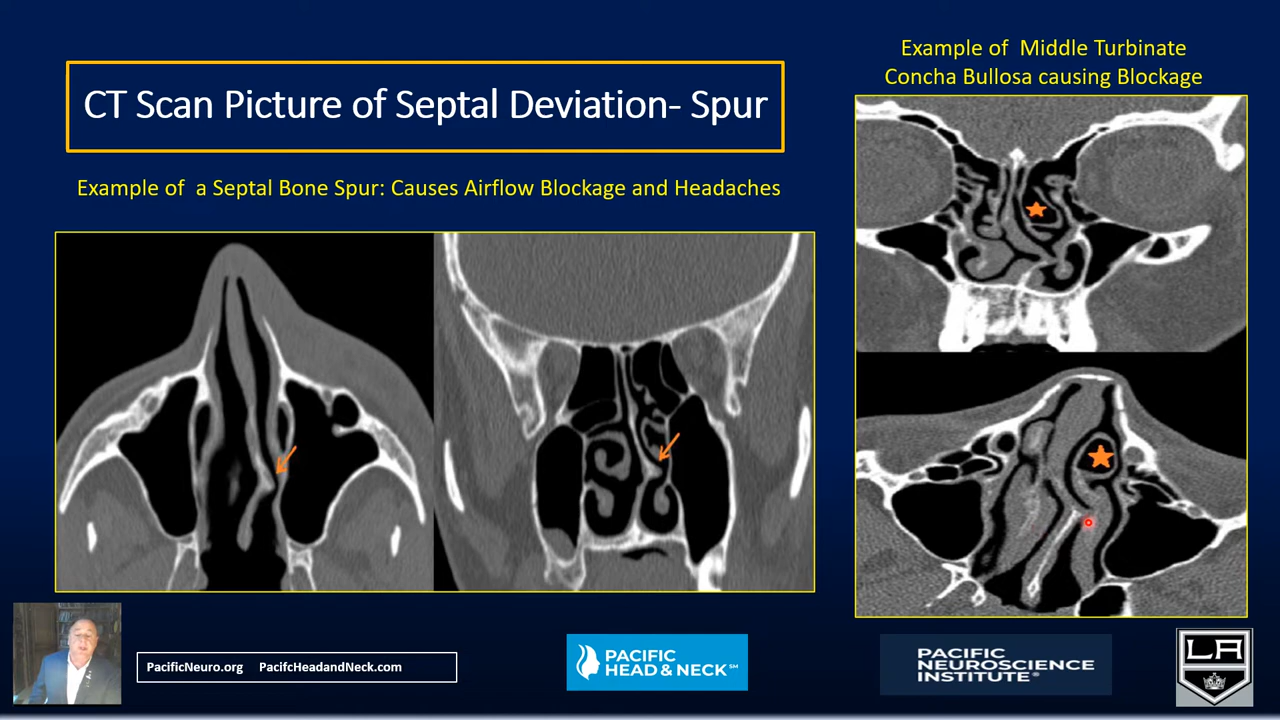 CT Scan Picture of Septal Deviation- Spur
Example of a Septal Bone Spur: Causes Airflow Blockage and Headaches
Example of Middle Turbinate
Concha Bullosa causing Blockage
PacificNeuro.org PacifcHeadandNeck.com
PACIFIC
HEAD & NECK SM
PACIFIC
NEUROSCIENCE
INSTITUTE®
LA